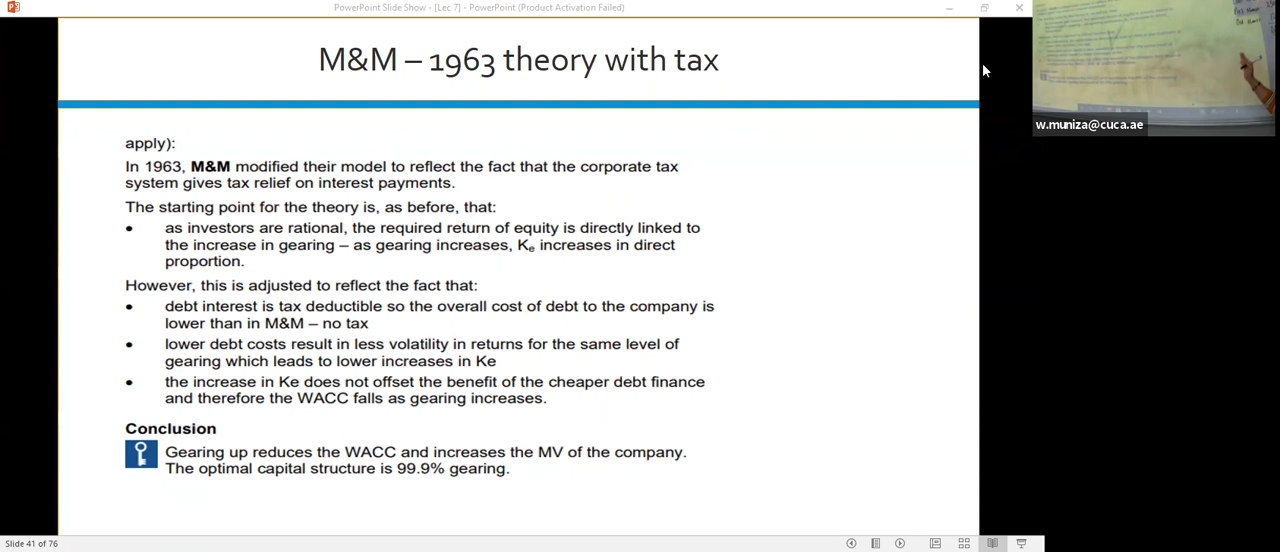 PowerPoint Slide Show - [Lec 7] - PowerPoint (Product Activation Failed)
M&M – 1963 theory with tax
w.muniza@cuca.ae
apply):
In 1963, M&M modified their model to reflect the fact that the corporate tax
system gives tax relief on interest payments.
The starting point for the theory is, as before, that:
• as investors are rational, the required return of equity is directly linked to
the increase in gearing – as gearing increases, Ke increases in direct
proportion.
However, this is adjusted to reflect the fact that:
• debt interest is tax deductible so the overall cost of debt to the company is
lower than in M&M – no tax
• lower debt costs result in less volatility in returns for the same level of
gearing which leads to lower increases in Ke
• the increase in Ke does not offset the benefit of the cheaper debt finance
and therefore the WACC falls as gearing increases.
Conclusion
Gearing up reduces the WACC and increases the MV of the company.
The optimal capital structure is 99.9% gearing.
Slide 41 of 76